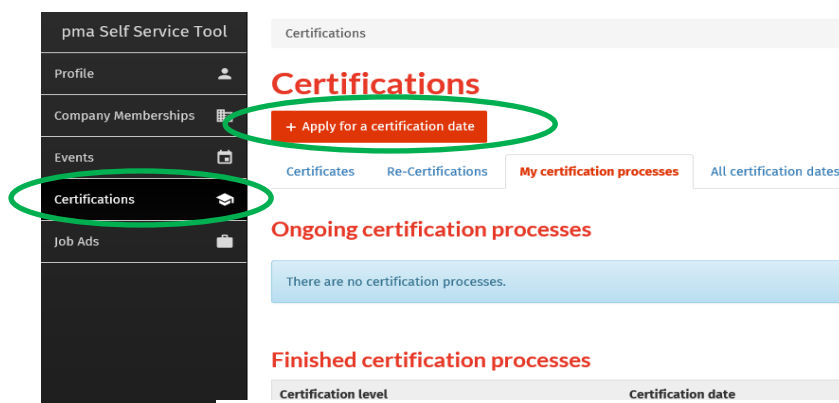 pma Self Service Tool
Profile
Company Memberships
Events
Certifications
Job Ads
Certifications
Certifications
+ Apply for a certification date
Certificates Re-Certifications My certification processes All certification dates
Ongoing certification processes
There are no certification processes.
Finished certification processes
Certification level Certification date